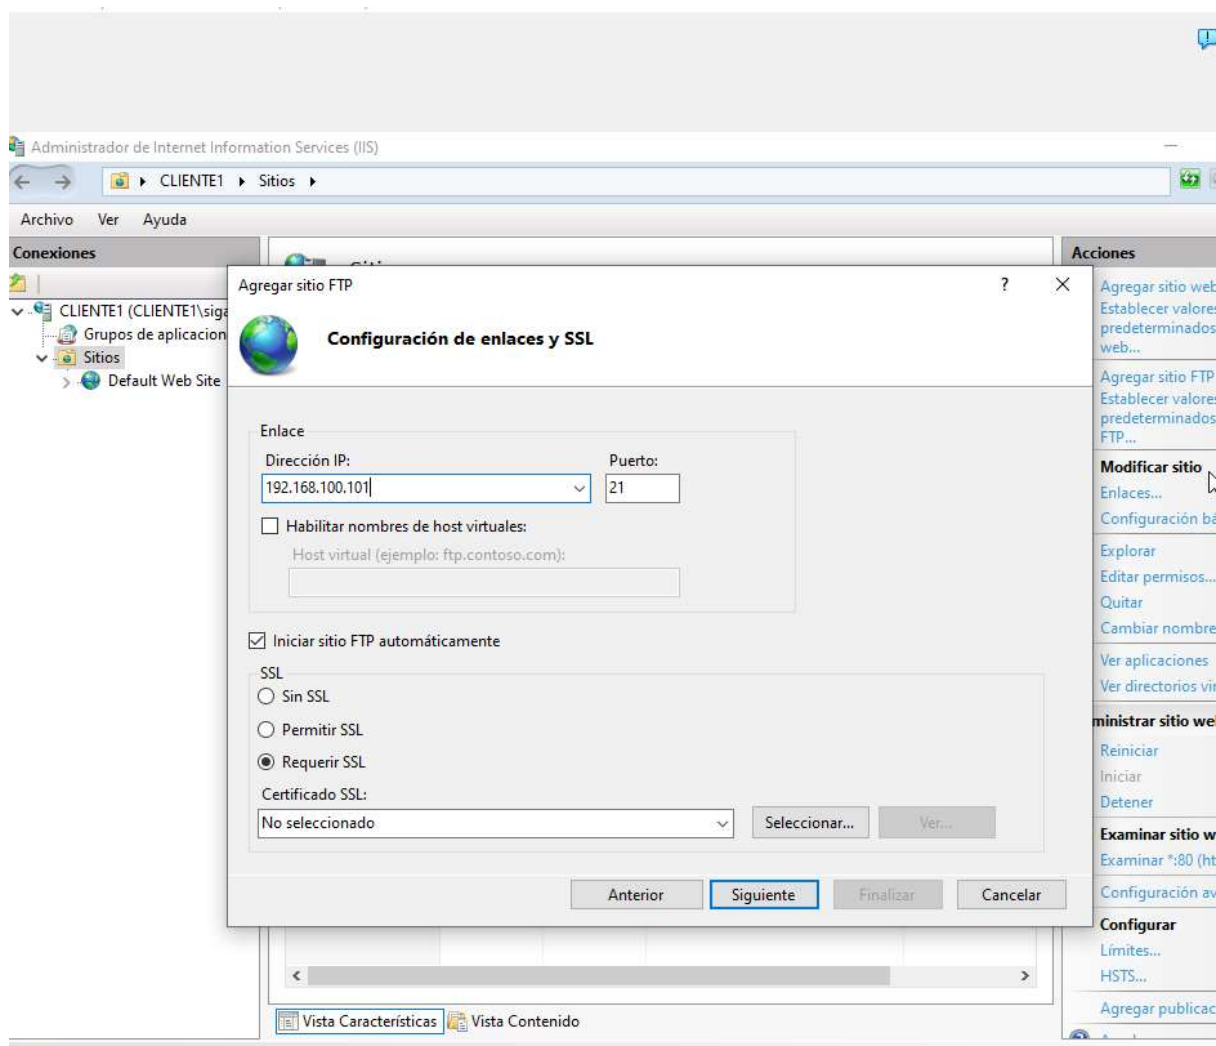 Administrador de Internet Information Services (IIS)
CLIENTE1 Sitios
Archivo Ver Ayuda
Conexiones
CLIENTE1 (CLIENTE1\siga
Grupos de aplicacion
Sitios
Default Web Site
Agregar sitio FTP ?
Configuración de enlaces y SSL
Enlace
Dirección IP: Puerto:
192.168.100.101 21
Habilitar nombres de host virtuales:
Host virtual (ejemplo: ftp.contoso.com):
Iniciar sitio FTP automáticamente
SSL
Sin SSL
Permitir SSL
Requerir SSL
Certificado SSL:
No seleccionado Seleccionar... Ver...
Anterior Siguiente Finalizar Cancelar
Vista Características Vista Contenido
Acciones
Agregar sitio web
Establecer valores
predeterminados
web...
Agregar sitio FTP
Establecer valores
predeterminados
FTP...
Modificar sitio
Enlaces...
Configuración bá
Explorar
Editar permisos...
Quitar
Cambiar nombre
Ver aplicaciones
Ver directorios vir
ministrar sitio we
Reiniciar
Iniciar
Detener
Examinar sitio w
Examinar *:80 (ht
Configuración av
Configurar
Límites...
HSTS...
Agregar publicac